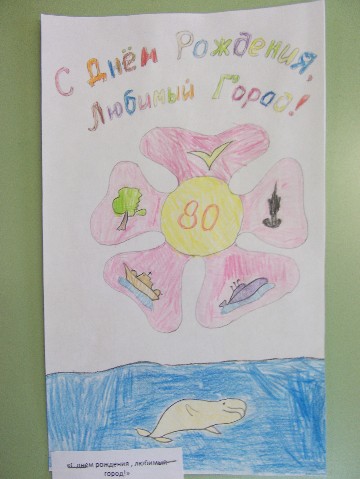 С Днём Рождения,
Любимый Город!
80
«С днём рождения , любимый
город!»